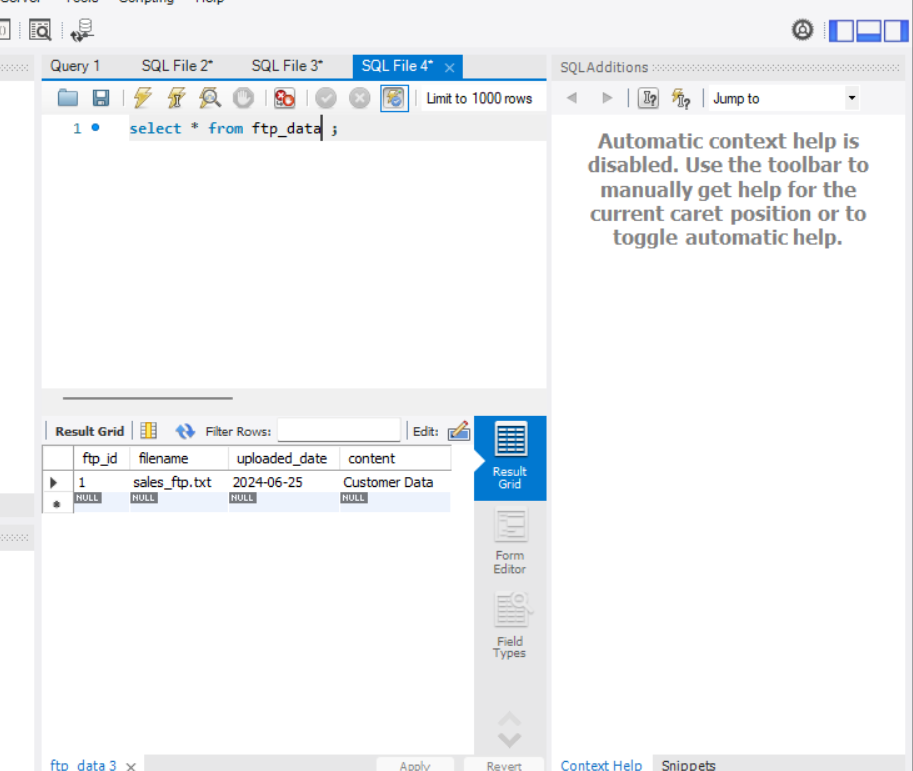 Tools Scripting Help
Query 1 SQL File 2* SQL File 3* SQL File 4* ×
SQLAdditions
Limit to 1000 rows
Jump to
1 select * from ftp_data ;
Automatic context help is
disabled. Use the toolbar to
manually get help for the
current caret position or to
toggle automatic help.
Result Grid Filter Rows: Edit:
ftp_id filename uploaded_date content
1 sales_ftp.txt 2024-06-25 Customer Data
NULL NULL NULL NULL
Result
Grid
Form
Editor
Field
Types
ftp_data 3 ×
Apply Revert
Context Help Snippets